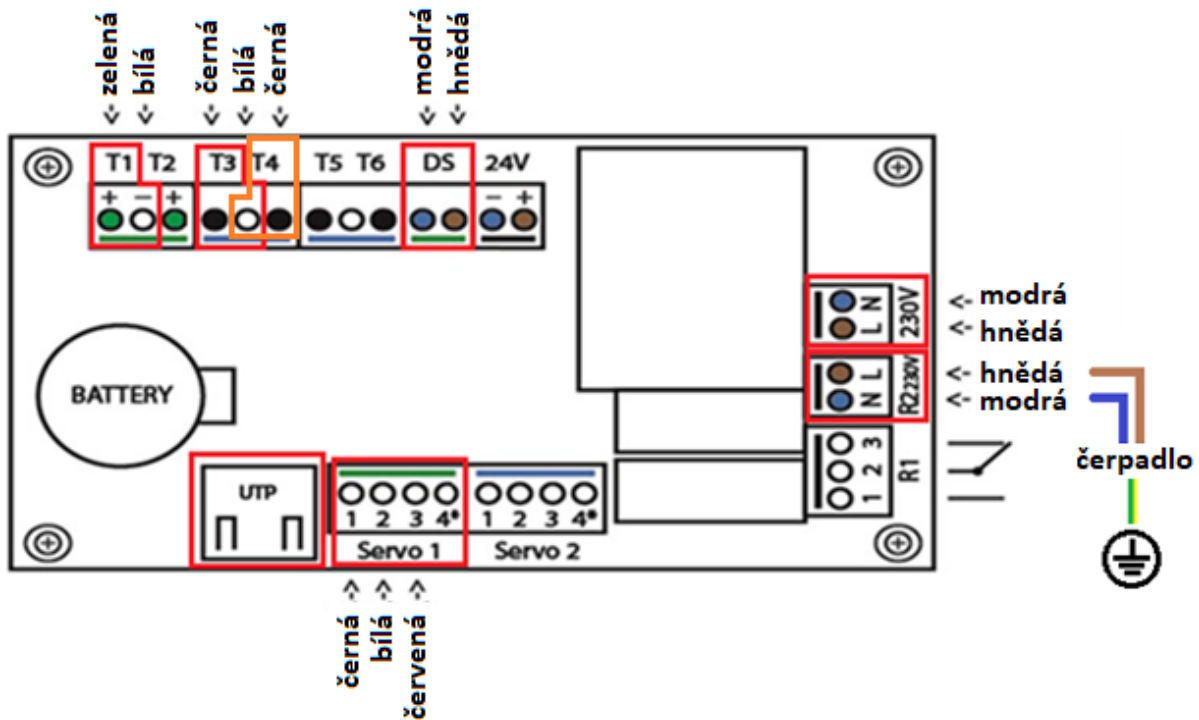 <- zelená
<- bílá
<- černá
<- bílá
<- černá
<- modrá
<- hnědá
T1 T2 T3 T4 T5 T6 DS 24V
+ - + - +
BATTERY
UTP
1 2 3 4*
Servo 1
1 2 3 4*
Servo 2
N L 230V
L N R2 230V
3 2 1 R1
<- modrá
<- hnědá
<- hnědá
<- modrá
čerpadlo
<- černá
<- bílá
<- červená